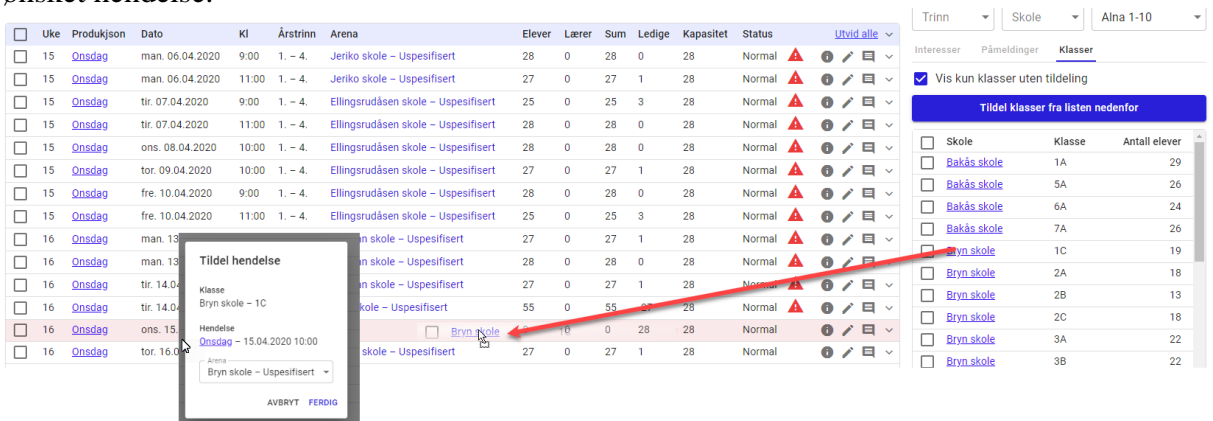 ønsket hendelse.
Uke Produkjson Dato Kl Årstrinn Arena Elever Lærer Sum Ledige Kapasitet Status Utvid alle
15 Onsdag man. 06.04.2020 9:00 1. – 4. Jeriko skole – Uspesifisert 28 0 28 0 28 Normal
15 Onsdag man. 06.04.2020 11:00 1. – 4. Jeriko skole – Uspesifisert 27 0 27 1 28 Normal
15 Onsdag tir. 07.04.2020 9:00 1. – 4. Ellingsrudåsen skole – Uspesifisert 25 0 25 3 28 Normal
15 Onsdag tir. 07.04.2020 11:00 1. – 4. Ellingsrudåsen skole – Uspesifisert 28 0 28 0 28 Normal
15 Onsdag ons. 08.04.2020 10:00 1. – 4. Ellingsrudåsen skole – Uspesifisert 28 0 28 0 28 Normal
15 Onsdag tor. 09.04.2020 10:00 1. – 4. Ellingsrudåsen skole – Uspesifisert 27 0 27 1 28 Normal
15 Onsdag fre. 10.04.2020 9:00 1. – 4. Ellingsrudåsen skole – Uspesifisert 28 0 28 0 28 Normal
15 Onsdag fre. 10.04.2020 11:00 1. – 4. Ellingsrudåsen skole – Uspesifisert 25 0 25 3 28 Normal
16 Onsdag man. 13 skole – Uspesifisert 27 0 27 1 28 Normal
16 Onsdag man. 13 skole – Uspesifisert 28 0 28 0 28 Normal
16 Onsdag tir. 14.04 skole – Uspesifisert 27 0 27 1 28 Normal
16 Onsdag tir. 14.04 skole – Uspesifisert 55 0 55 28 Normal
16 Onsdag ons. 15. Bryn skole 0 28 28 Normal
16 Onsdag tor. 16.0 skole – Uspesifisert 27 0 27 1 28 Normal
Tildel hendelse
Klasse
Bryn skole – 1C
Hendelse
Onsdag – 15.04.2020 10:00
Arena
Bryn skole – Uspesifisert
AVBRYT FERDIG
Trinn Skole Alna 1-10
Interesser Påmeldinger Klasser
Vis kun klasser uten tildeling
Tildel klasser fra listen nedenfor
Skole Klasse Antall elever
Bakås skole 1A 29
Bakås skole 5A 26
Bakås skole 6A 24
Bakås skole 7A 26
Bryn skole 1C 19
Bryn skole 2A 18
Bryn skole 2B 13
Bryn skole 2C 18
Bryn skole 3A 22
Bryn skole 3B 22